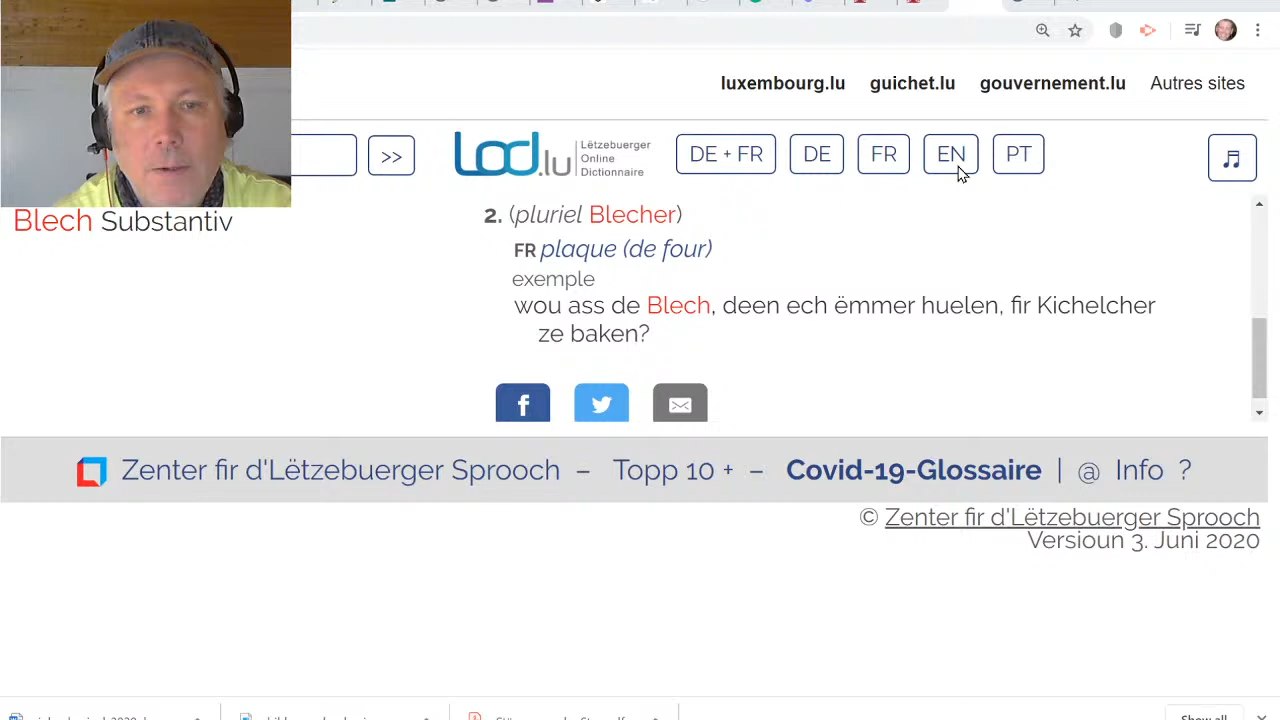 luxembourg.lu guichet.lu gouvernement.lu Autres sites
>> LOD.lu Lëtzebuerger Online Dictionnaire DE + FR DE FR EN PT
Blech Substantiv
2. (pluriel Blecher)
FR plaque (de four)
exemple
wou ass de Blech, deen ech ëmmer huelen, fir Kichelcher
ze baken?
Zenter fir d'Lëtzebuerger Sprooch – Topp 10 + – Covid-19-Glossaire | @ Info ?
© Zenter fir d'Lëtzebuerger Sprooch
Versioun 3. Juni 2020
Show all